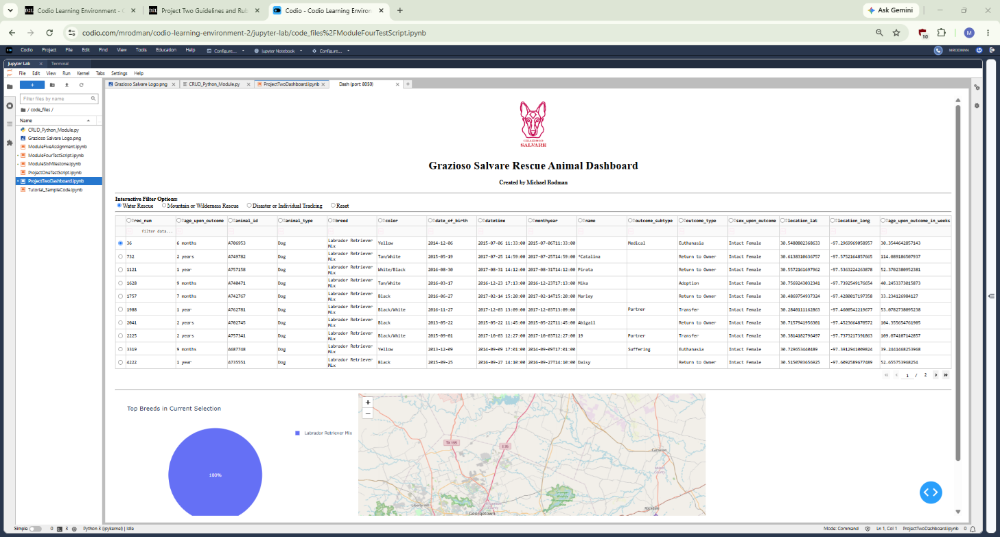 Codio Learning Environment - C
Project Two Guidelines and Rub
Codio - Codio Learning Environ
Ask Gemini
codio.com/mrodman/codio-learning-environment-2/jupyter-lab/code_files%2FModuleFourTestScript.ipynb
10
M
Codio Project File Edit Find View Tools Education Help Configure... Jupyter Notebook Configure...
MRODMAN
Jupyter Lab Terminal
File Edit View Run Kernel Tabs Settings Help
Grazioso Salvare Logo.png CRUD_Python_Module.py ProjectTwoDashboard.ipynb Dash (port: 8050)
Filter files by name
/ code_files /
Name
CRUD_Python_Module.py
Grazioso Salvare Logo.png
ModuleFiveAssignment.ipynb
ModuleFourTestScript.ipynb
ModuleSixMilestone.ipynb
ProjectOneTestScript.ipynb
ProjectTwoDashboard.ipynb
Tutorial_SampleCode.ipynb
GRAZIOSO
SALVARE
Grazioso Salvare Rescue Animal Dashboard
Created by Michael Rodman
Interactive Filter Options:
Water Rescue Mountain or Wilderness Rescue Disaster or Individual Tracking Reset
rec_num age_upon_outcome animal_id animal_type breed color date_of_birth datetime monthyear name outcome_subtype outcome_type sex_upon_outcome location_lat location_long age_upon_outcome_in_weeks
filter data...
36 6 months A706953 Dog Labrador Retriever Mix Yellow 2014-12-06 2015-07-06 11:33:00 2015-07-06T11:33:00 Medical Euthanasia Intact Female 30.5480802368633 -97.2969969058957 30.3544642857143
732 2 years A749782 Dog Labrador Retriever Mix Tan/White 2015-05-19 2017-07-25 14:59:00 2017-07-25T14:59:00 *Catalina Return to Owner Intact Female 30.6138310636757 -97.5752164857665 114.089186507937
1121 1 year A757158 Dog Labrador Retriever Mix White/Black 2016-08-30 2017-08-31 14:12:00 2017-08-31T14:12:00 Pirata Return to Owner Intact Female 30.5572161697962 -97.5363224263878 52.3702380952381
1628 9 months A740471 Dog Labrador Retriever Mix Tan/White 2016-03-17 2016-12-23 17:13:00 2016-12-23T17:13:00 Mika Adoption Intact Female 30.7569243032341 -97.7392549176654 40.2453373015873
1757 7 months A742767 Dog Labrador Retriever Mix Black 2016-06-27 2017-02-14 15:20:00 2017-02-14T15:20:00 Marley Return to Owner Intact Female 30.4869754937324 -97.4280017197358 33.234126984127
1988 1 year A762781 Dog Labrador Retriever Mix Black/White 2016-11-27 2017-12-03 13:09:00 2017-12-03T13:09:00 Partner Transfer Intact Female 30.2840111162863 -97.4600542219677 53.0782738095238
2041 2 years A702745 Dog Labrador Retriever Mix Black 2013-05-22 2015-05-22 11:45:00 2015-05-22T11:45:00 Abigail Return to Owner Intact Female 30.7157941956301 -97.4523664870572 104.355654761905
2225 2 years A757341 Dog Labrador Retriever Mix Black/White 2015-09-01 2017-10-03 12:27:00 2017-10-03T12:27:00 19 Partner Transfer Intact Female 30.3814182796497 -97.7373217391863 109.074107142857
3319 9 months A687748 Dog Labrador Retriever Mix Yellow 2013-12-09 2014-09-09 17:01:00 2014-09-09T17:01:00 Suffering Euthanasia Intact Female 30.729653440489 -97.3912941009824 39.2441468253968
4222 1 year A735551 Dog Labrador Retriever Mix Black 2015-09-25 2016-09-27 14:10:00 2016-09-27T14:10:00 Daisy Return to Owner Intact Female 30.5150703656925 -97.6092589677489 52.655753968254
1 / 2
Top Breeds in Current Selection
Labrador Retriever Mix
100%
+
−
TX 195
I 35
Cameron
Liberty Hill
Georgetown
Rockdale
Simple 0 3 Python 3 (ipykernel) | Idle
Mode: Command Ln 1, Col 1 ProjectTwoDashboard.ipynb 0